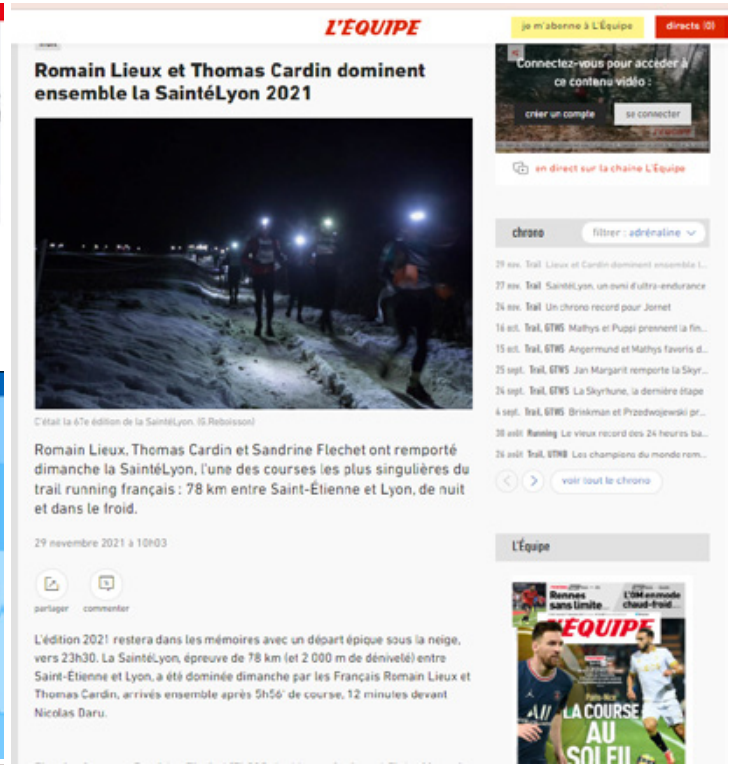 L'ÉQUIPE
je m'abonne à L'Équipe
directs (0)
Romain Lieux et Thomas Cardin dominent
ensemble la SaintéLyon 2021
C'était la 67e édition de la SaintéLyon. (G.Reboisson)
Romain Lieux, Thomas Cardin et Sandrine Flechet ont remporté
dimanche la SaintéLyon, l'une des courses les plus singulières du
trail running français : 78 km entre Saint-Étienne et Lyon, de nuit
et dans le froid.
29 novembre 2021 à 10h03
partager commenter
L'édition 2021 restera dans les mémoires avec un départ épique sous la neige,
vers 23h30. La SaintéLyon, épreuve de 78 km (et 2 000 m de dénivelé) entre
Saint-Étienne et Lyon, a été dominée dimanche par les Français Romain Lieux et
Thomas Cardin, arrivés ensemble après 5h56' de course, 12 minutes devant
Nicolas Daru.
Connectez-vous pour accéder à
ce contenu vidéo :
créer un compte
se connecter
en direct sur la chaîne L'Équipe
chrono
filtrer : adrénaline
29 nov. Trail Lieux et Cardin dominent ensemble l...
27 nov. Trail SaintéLyon, un ovni d'ultra-endurance
24 nov. Trail Un chrono record pour Jornet
16 oct. Trail, GTWS Mathys et Puppi prennent la fin...
15 oct. Trail, GTWS Angermund et Mathys favoris d...
25 sept. Trail, GTWS Jan Margarit remporte la Skyr...
24 sept. Trail, GTWS La Skyrhune, la dernière étape
4 sept. Trail, GTWS Brinkman et Przedwojewski pr...
30 août Running Le vieux record des 24 heures ba...
26 août Trail, UTMB Les champions du monde rem...
voir tout le chrono
L'Équipe
Rennes
sans limite
L'OM en mode
chaud-froid
L'ÉQUIPE
Paris-Nice
LA COURSE
AU
SOLEIL